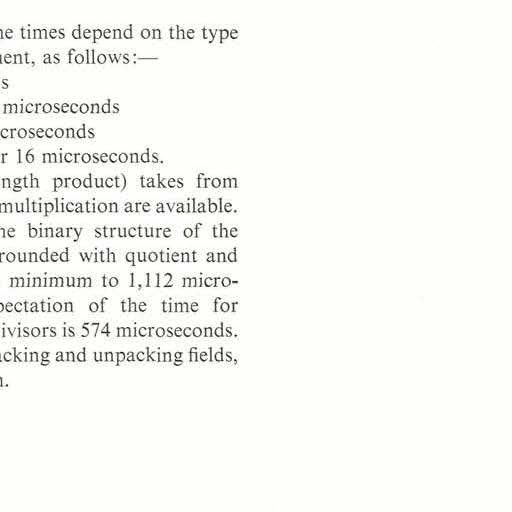 he times depend on the type
ent, as follows:—
s
microseconds
croseconds
r 16 microseconds.
ngth product) takes from
multiplication are available.
he binary structure of the
rounded with quotient and
minimum to 1,112 micro-
pectation of the time for
ivisors is 574 microseconds.
acking and unpacking fields,
n.